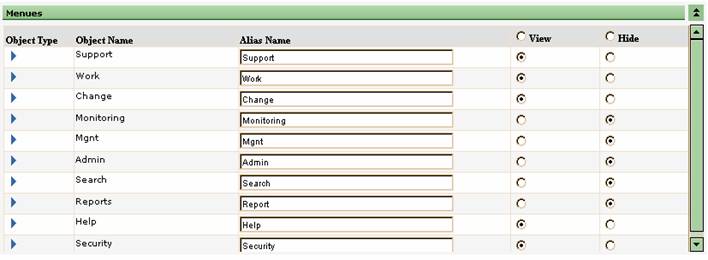 Menues
Object Type Object Name Alias Name View Hide
Support Support
Work Work
Change Change
Monitoring Monitoring
Mgnt Mgnt
Admin Admin
Search Search
Reports Report
Help Help
Security Security